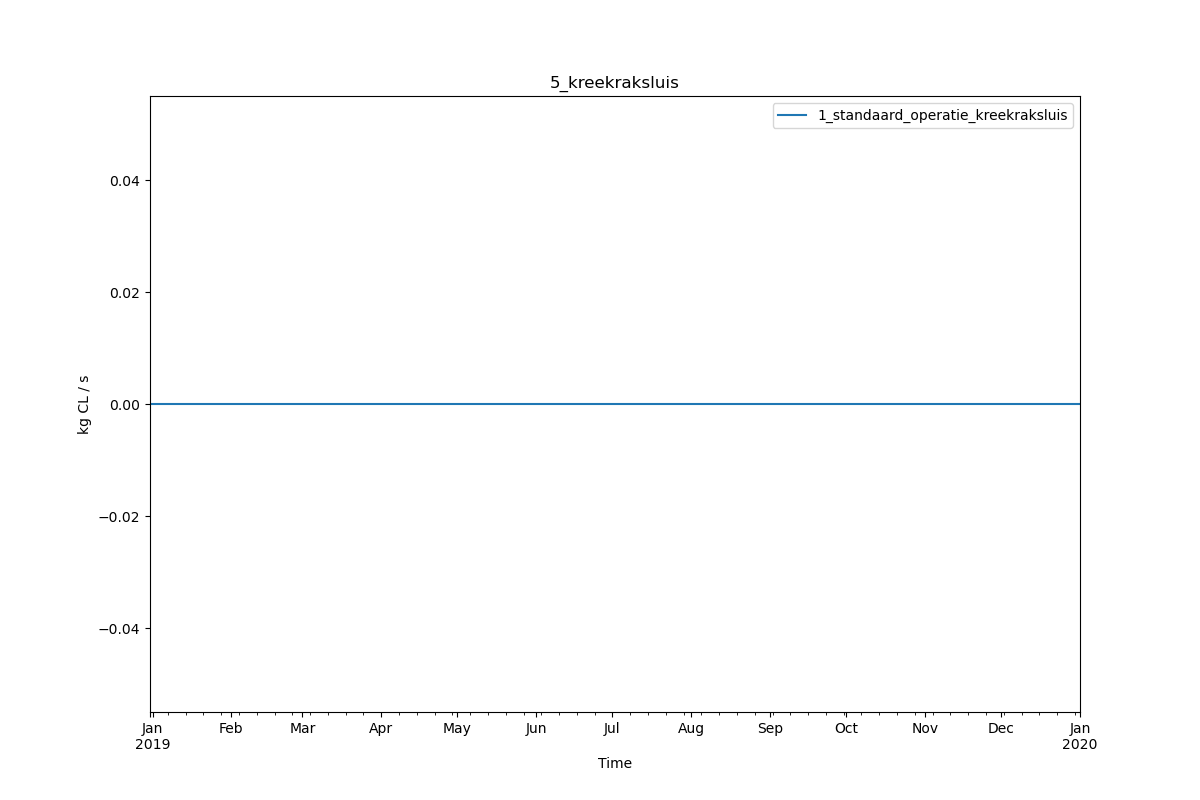 5_kreekraksluis
1_standaard_operatie_kreekraksluis
0.04
0.02
0.00
−0.02
−0.04
kg CL / s
Jan Feb Mar Apr May Jun Jul Aug Sep Oct Nov Dec Jan
2019 2020
Time